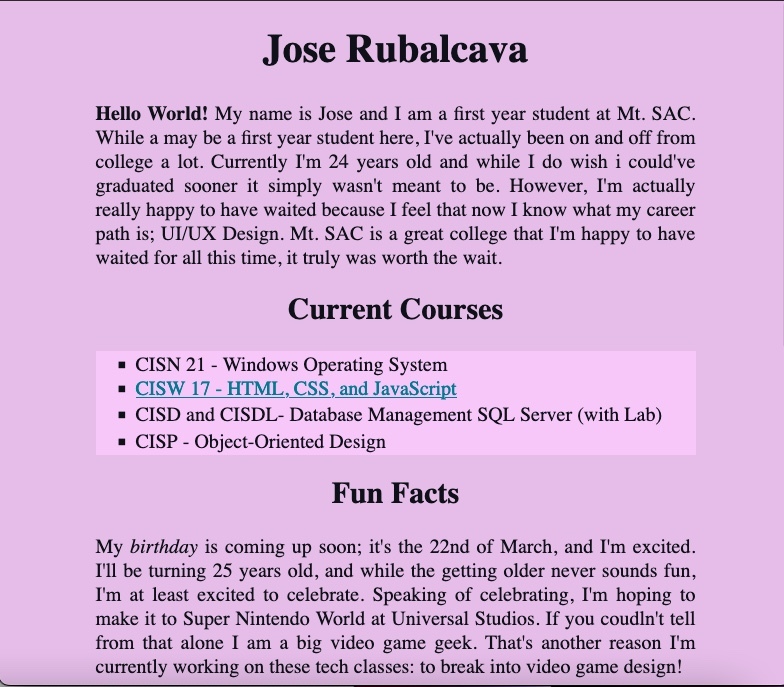 Jose Rubalcava
Hello World! My name is Jose and I am a first year student at Mt. SAC.
While a may be a first year student here, I've actually been on and off from
college a lot. Currently I'm 24 years old and while I do wish i could've
graduated sooner it simply wasn't meant to be. However, I'm actually
really happy to have waited because I feel that now I know what my career
path is; UI/UX Design. Mt. SAC is a great college that I'm happy to have
waited for all this time, it truly was worth the wait.
Current Courses
▪ CISN 21 - Windows Operating System
▪ CISW 17 - HTML, CSS, and JavaScript
▪ CISD and CISDL- Database Management SQL Server (with Lab)
▪ CISP - Object-Oriented Design
Fun Facts
My birthday is coming up soon; it's the 22nd of March, and I'm excited.
I'll be turning 25 years old, and while the getting older never sounds fun,
I'm at least excited to celebrate. Speaking of celebrating, I'm hoping to
make it to Super Nintendo World at Universal Studios. If you coudln't tell
from that alone I am a big video game geek. That's another reason I'm
currently working on these tech classes: to break into video game design!